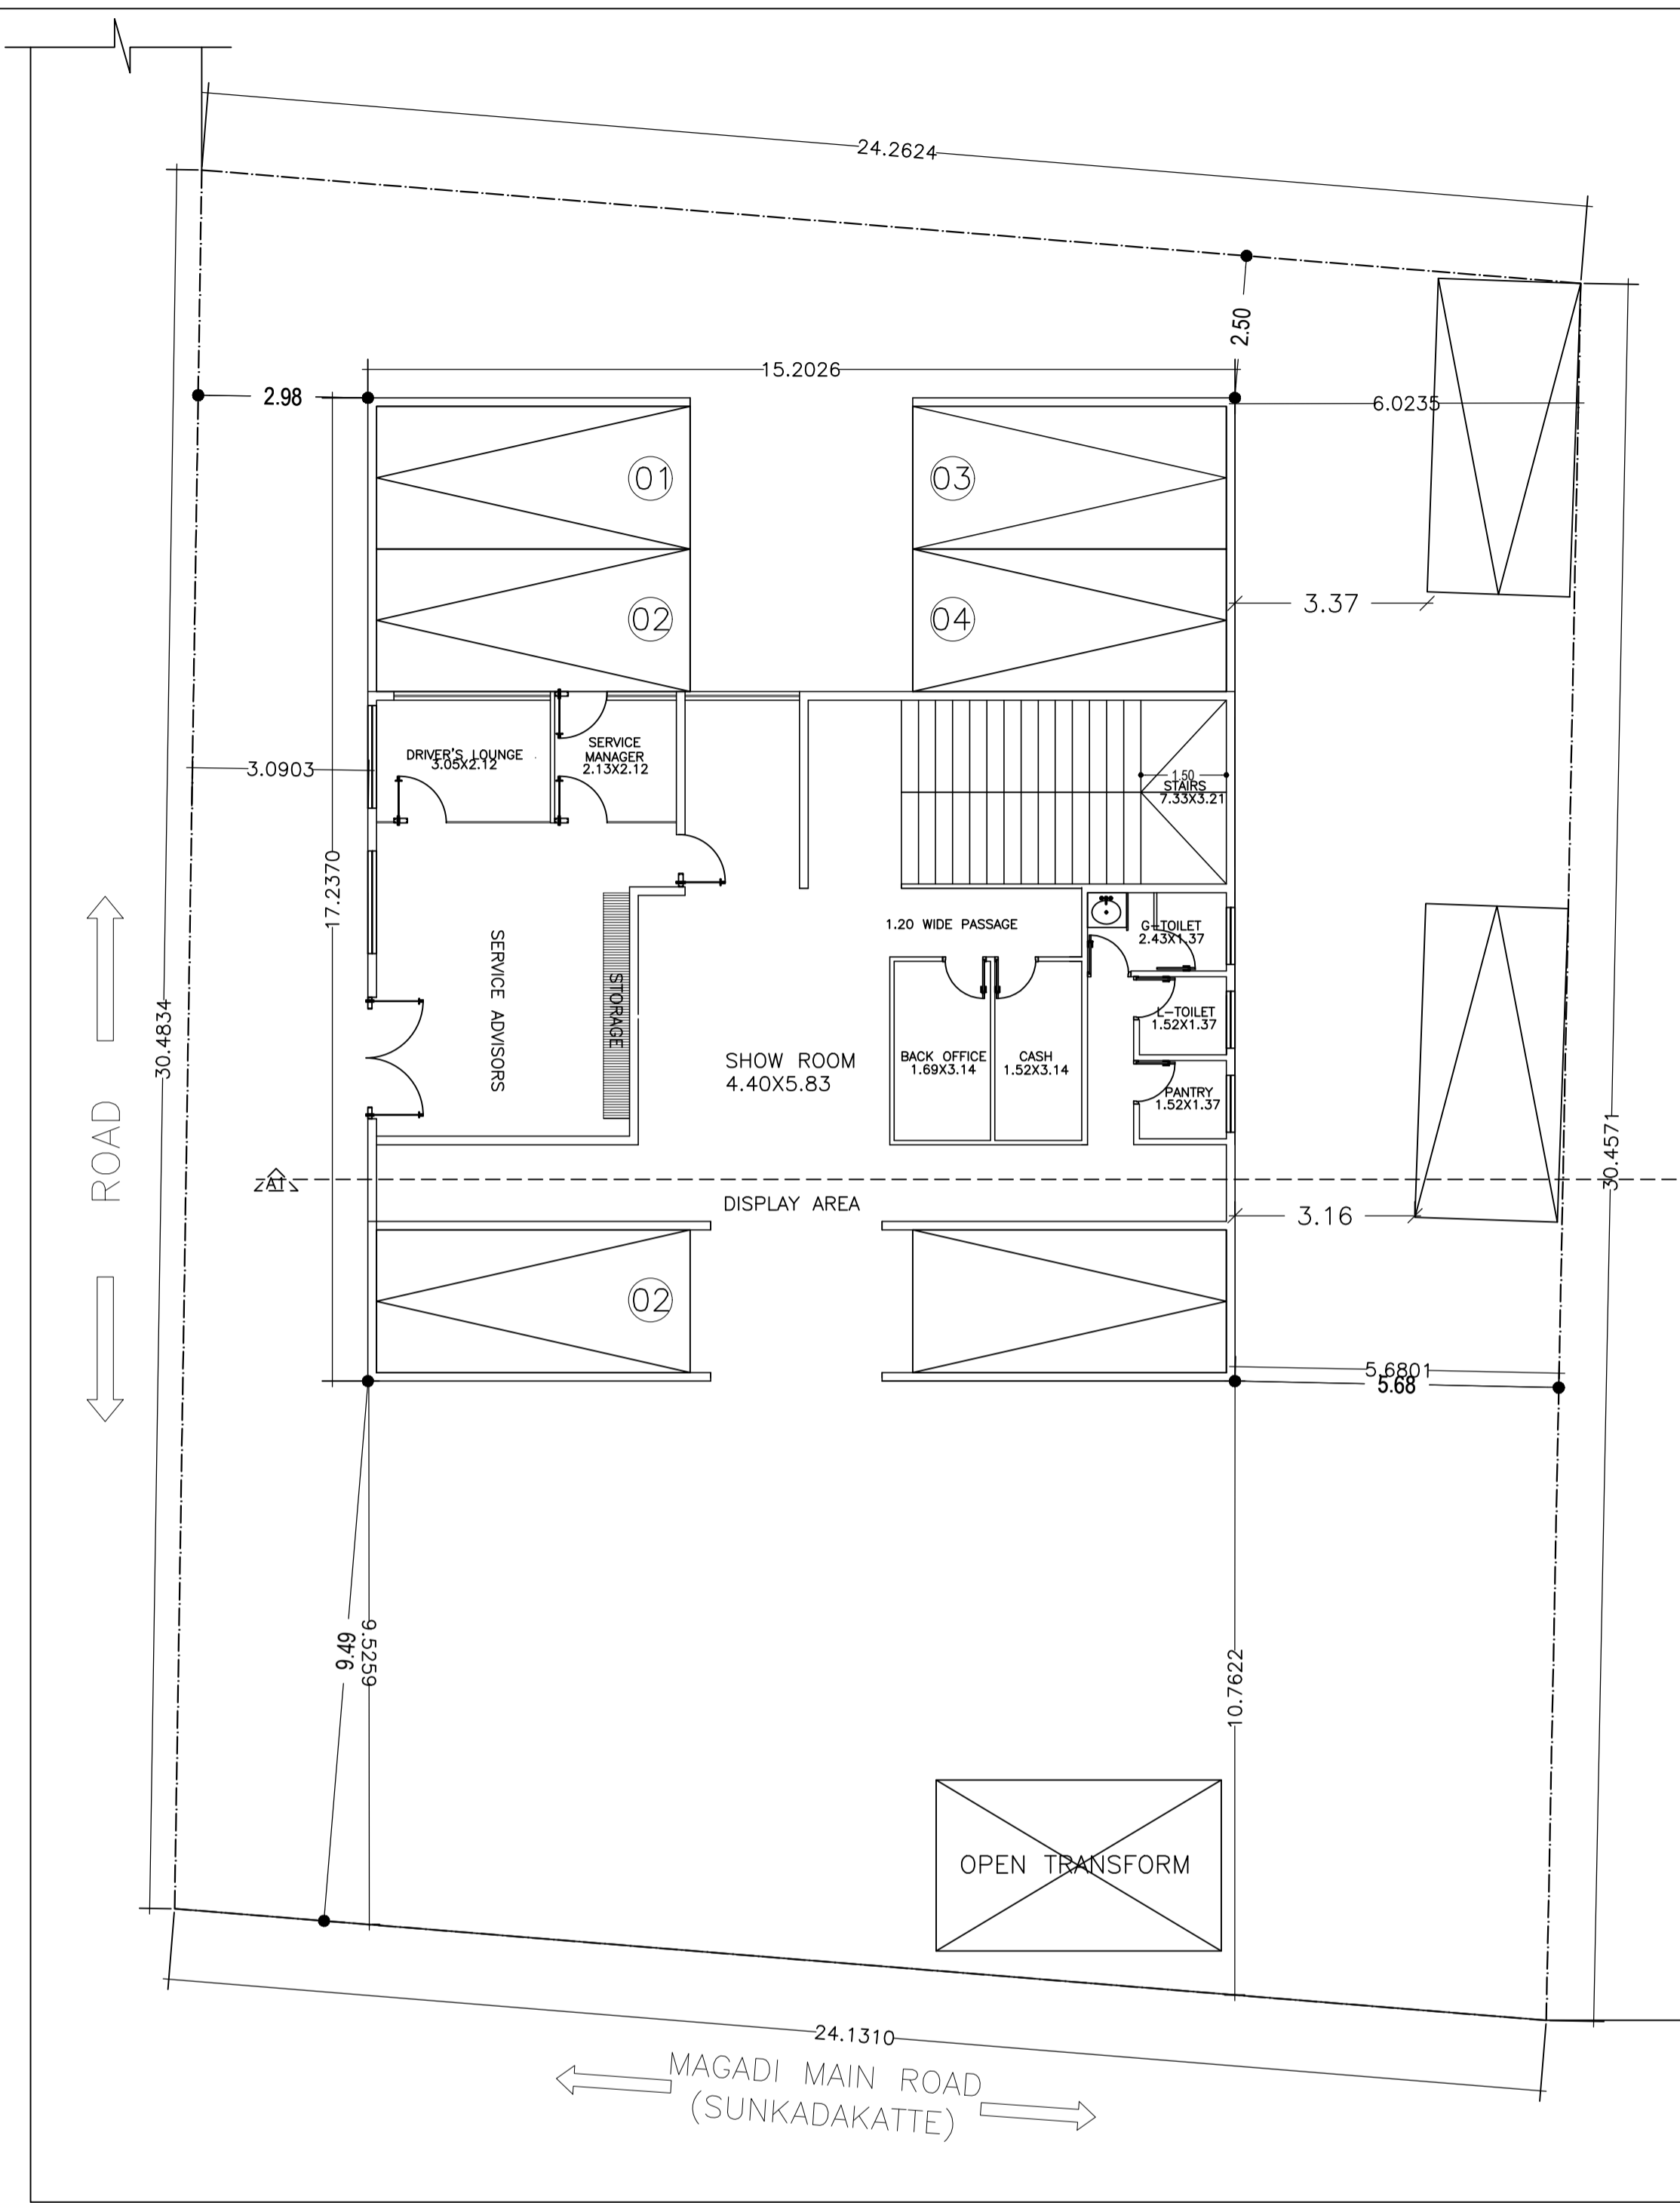 24.2624
2.50
15.2026
2.98
6.0235
01
03
02
04
3.37
DRIVER'S LOUNGE
3.05X2.12
SERVICE
MANAGER
2.13X2.12
3.0903
1.50
STAIRS
7.33X3.21
17.2370
1.20 WIDE PASSAGE
G-TOILET
2.43X1.37
SERVICE ADVISORS
STORAGE
30.4834
L-TOILET
1.52X1.37
SHOW ROOM
4.40X5.83
BACK OFFICE
1.69X3.14
CASH
1.52X3.14
PANTRY
1.52X1.37
ROAD
30.4571
A1
DISPLAY AREA
3.16
02
5.6801
5.68
9.49
9.5259
10.7622
OPEN TRANSFORM
24.1310
MAGADI MAIN ROAD
(SUNKADAKATTE)